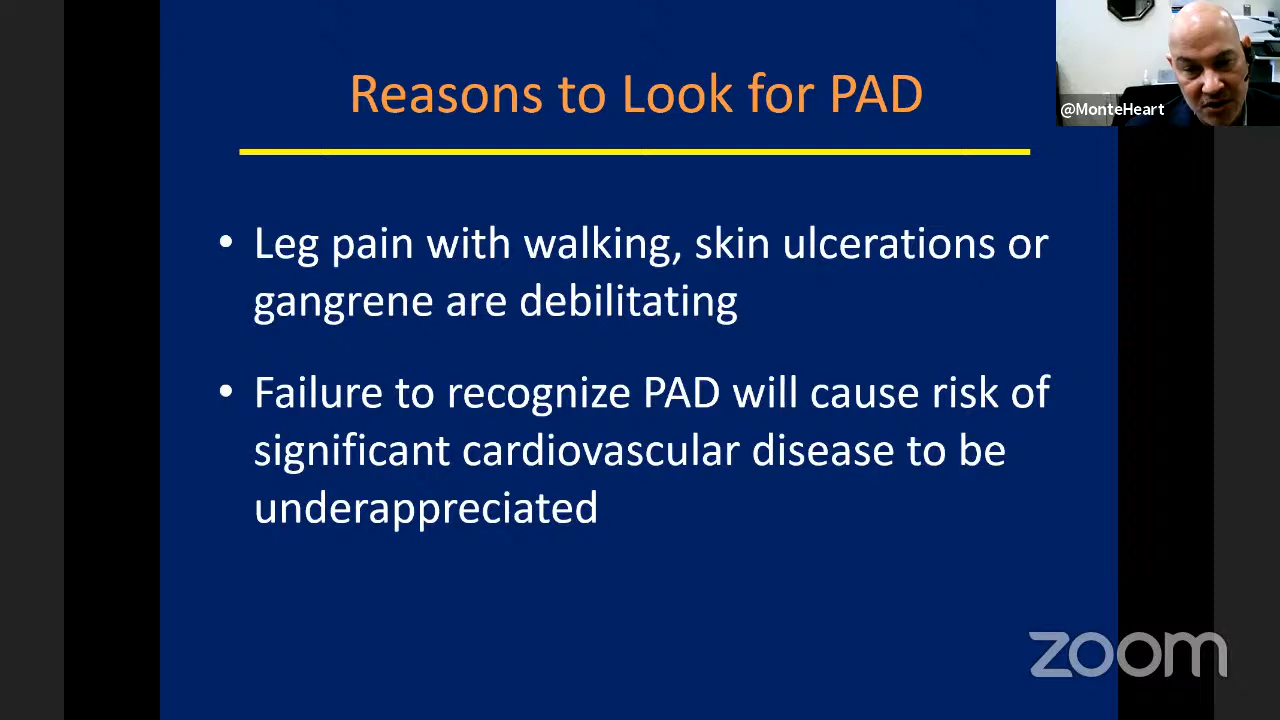 Reasons to Look for PAD
@MonteHeart
• Leg pain with walking, skin ulcerations or
gangrene are debilitating
• Failure to recognize PAD will cause risk of
significant cardiovascular disease to be
underappreciated
zoom